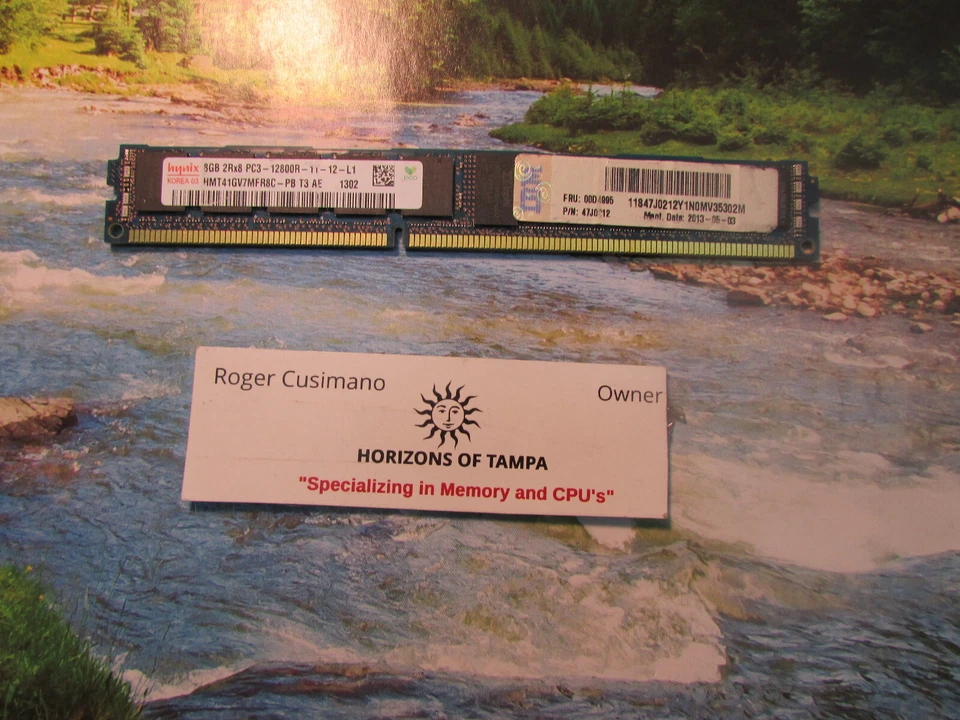 hynix
KOREA 03
8GB 2Rx8 PC3-12800R-11-12-L1
HMT41GV7MFR8C-PB T3 AE 1302
IBM
FRU: 00D4995
P/N: 47J0212
11S47J0212Y1N0MV35302M
Manf. Date: 2013-05-03
Roger Cusimano
Owner
HORIZONS OF TAMPA
"Specializing in Memory and CPU's"